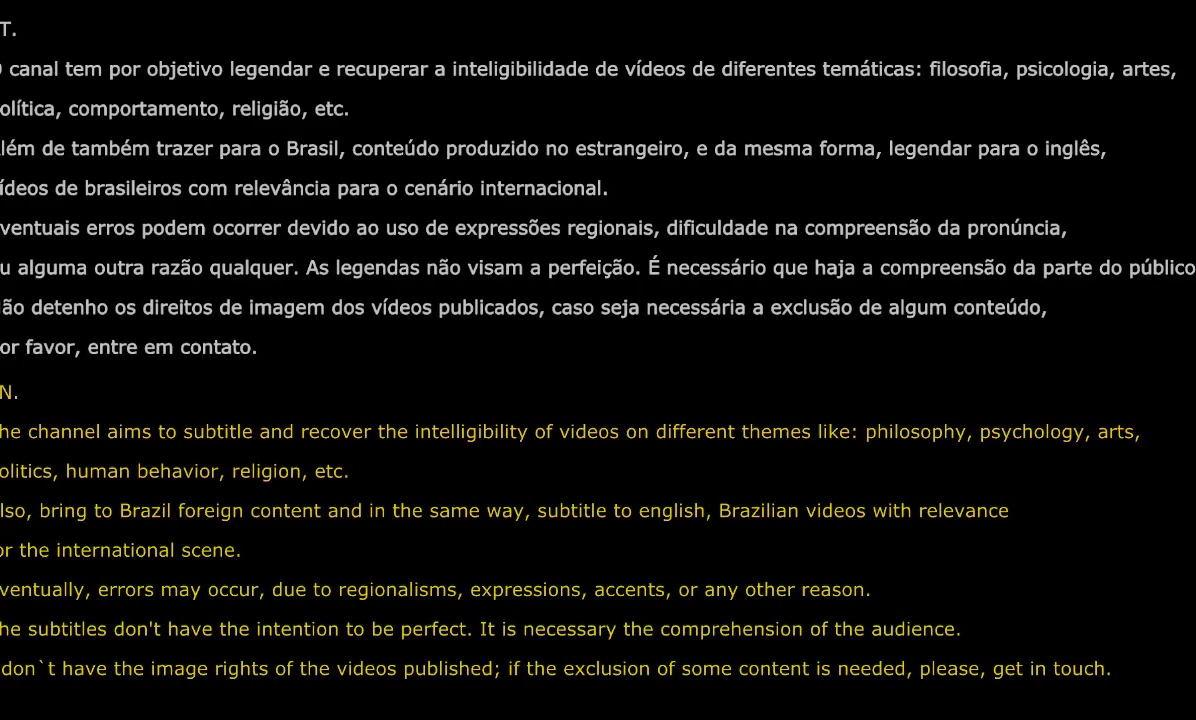 T.
canal tem por objetivo legendar e recuperar a inteligibilidade de vídeos de diferentes temáticas: filosofia, psicologia, artes,
olítica, comportamento, religião, etc.
lém de também trazer para o Brasil, conteúdo produzido no estrangeiro, e da mesma forma, legendar para o inglês,
ídeos de brasileiros com relevância para o cenário internacional.
ventuais erros podem ocorrer devido ao uso de expressões regionais, dificuldade na compreensão da pronúncia,
u alguma outra razão qualquer. As legendas não visam a perfeição. É necessário que haja a compreensão da parte do público
ão detenho os direitos de imagem dos vídeos publicados, caso seja necessária a exclusão de algum conteúdo,
or favor, entre em contato.
N.
he channel aims to subtitle and recover the intelligibility of videos on different themes like: philosophy, psychology, arts,
olitics, human behavior, religion, etc.
lso, bring to Brazil foreign content and in the same way, subtitle to english, Brazilian videos with relevance
or the international scene.
ventually, errors may occur, due to regionalisms, expressions, accents, or any other reason.
he subtitles don't have the intention to be perfect. It is necessary the comprehension of the audience.
don`t have the image rights of the videos published; if the exclusion of some content is needed, please, get in touch.